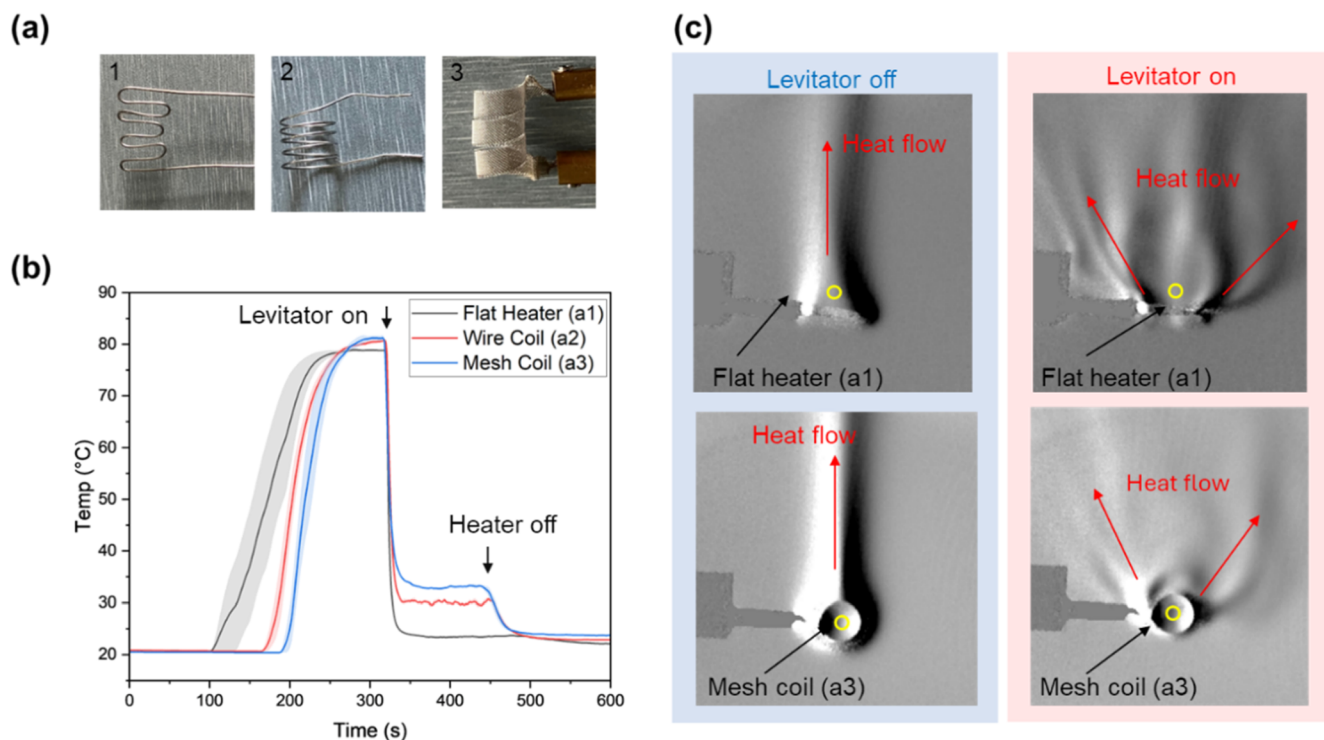 (a)
1
2
3
(b)
90
80
70
60
50
40
30
20
Temp (°C)
0
100
200
300
400
500
600
Time (s)
Levitator on
Flat Heater (a1)
Wire Coil (a2)
Mesh Coil (a3)
Heater off
(c)
Levitator off
Heat flow
Flat heater (a1)
Heat flow
Mesh coil (a3)
Levitator on
Heat flow
Flat heater (a1)
Heat flow
Mesh coil (a3)